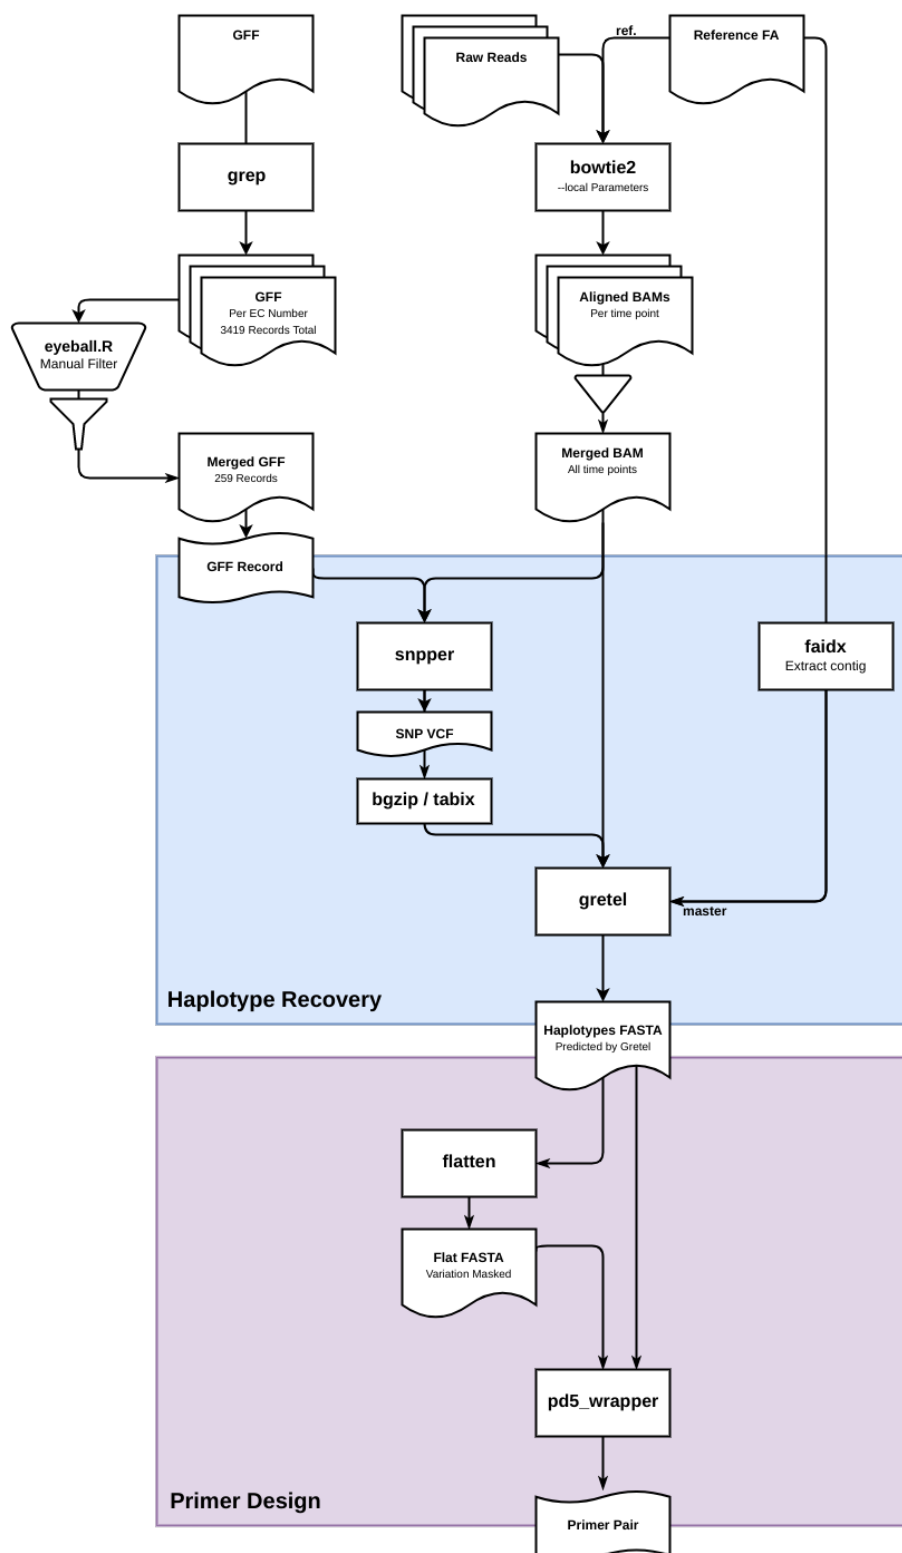 GFF
Raw Reads
ref.
Reference FA
grep
bowtie2
--local Parameters
GFF
Per EC Number
3419 Records Total
Aligned BAMs
Per time point
eyeball.R
Manual Filter
Merged GFF
259 Records
Merged BAM
All time points
GFF Record
snpper
faidx
Extract contig
SNP VCF
bgzip / tabix
gretel
master
Haplotype Recovery
Haplotypes FASTA
Predicted by Gretel
flatten
Flat FASTA
Variation Masked
pd5_wrapper
Primer Design
Primer Pair